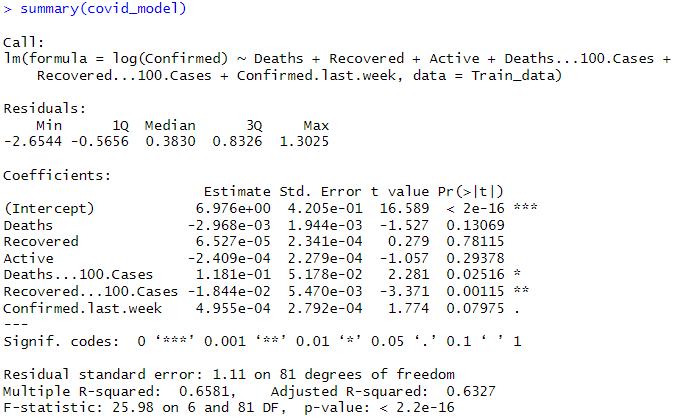 > summary(covid_model)

Call:
lm(formula = log(Confirmed) ~ Deaths + Recovered + Active + Deaths...100.Cases +
    Recovered...100.Cases + Confirmed.last.week, data = Train_data)

Residuals:
    Min      1Q  Median      3Q     Max
-2.6544 -0.5656  0.3830  0.8326  1.3025

Coefficients:
                        Estimate Std. Error t value Pr(>|t|)
(Intercept)            6.976e+00  4.205e-01  16.589  < 2e-16 ***
Deaths                -2.968e-03  1.944e-03  -1.527  0.13069
Recovered              6.527e-05  2.341e-04   0.279  0.78115
Active                -2.409e-04  2.279e-04  -1.057  0.29378
Deaths...100.Cases     1.181e-01  5.178e-02   2.281  0.02516 *
Recovered...100.Cases -1.844e-02  5.470e-03  -3.371  0.00115 **
Confirmed.last.week    4.955e-04  2.792e-04   1.774  0.07975 .
---
Signif. codes:  0 ‘***’ 0.001 ‘**’ 0.01 ‘*’ 0.05 ‘.’ 0.1 ‘ ’ 1

Residual standard error: 1.11 on 81 degrees of freedom
Multiple R-squared:  0.6581,    Adjusted R-squared:  0.6327
F-statistic: 25.98 on 6 and 81 DF,  p-value: < 2.2e-16